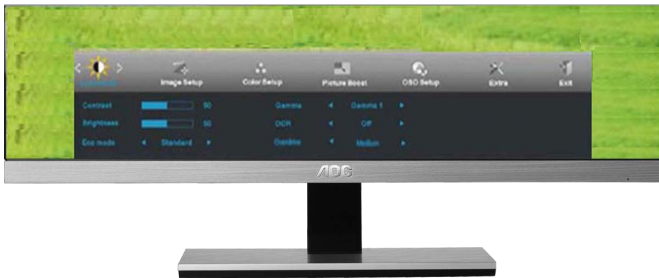 Luminance
Image Setup
Color Setup
Picture Boost
OSD Setup
Extra
Exit
Contrast 50 Gamma Gamma 1
Brightness 50 DCR Off
Eco mode Standard Overdrive Medium
AOC